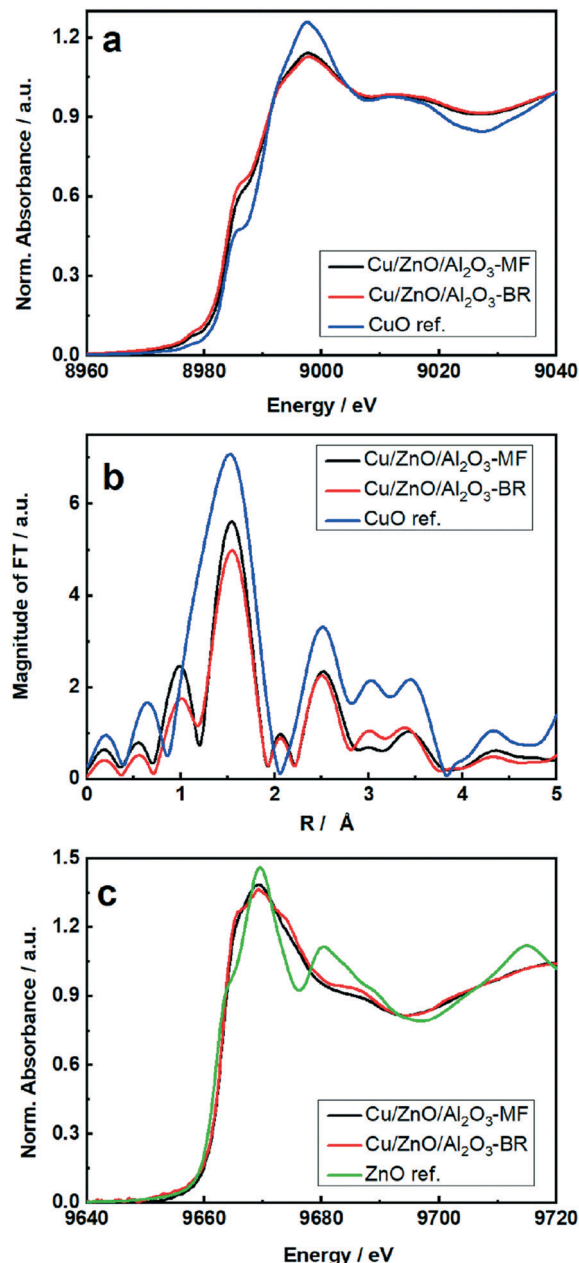 a
Norm. Absorbance / a.u.
1.2
0.9
0.6
0.3
0.0
Cu/ZnO/Al₂O₃-MF
Cu/ZnO/Al₂O₃-BR
CuO ref.
8960 8980 9000 9020 9040
Energy / eV
b
Magnitude of FT / a.u.
6
4
2
0
Cu/ZnO/Al₂O₃-MF
Cu/ZnO/Al₂O₃-BR
CuO ref.
0 1 2 3 4 5
R / Å
c
Norm. Absorbance / a.u.
1.5
1.2
0.9
0.6
0.3
0.0
Cu/ZnO/Al₂O₃-MF
Cu/ZnO/Al₂O₃-BR
ZnO ref.
9640 9660 9680 9700 9720
Energy / eV